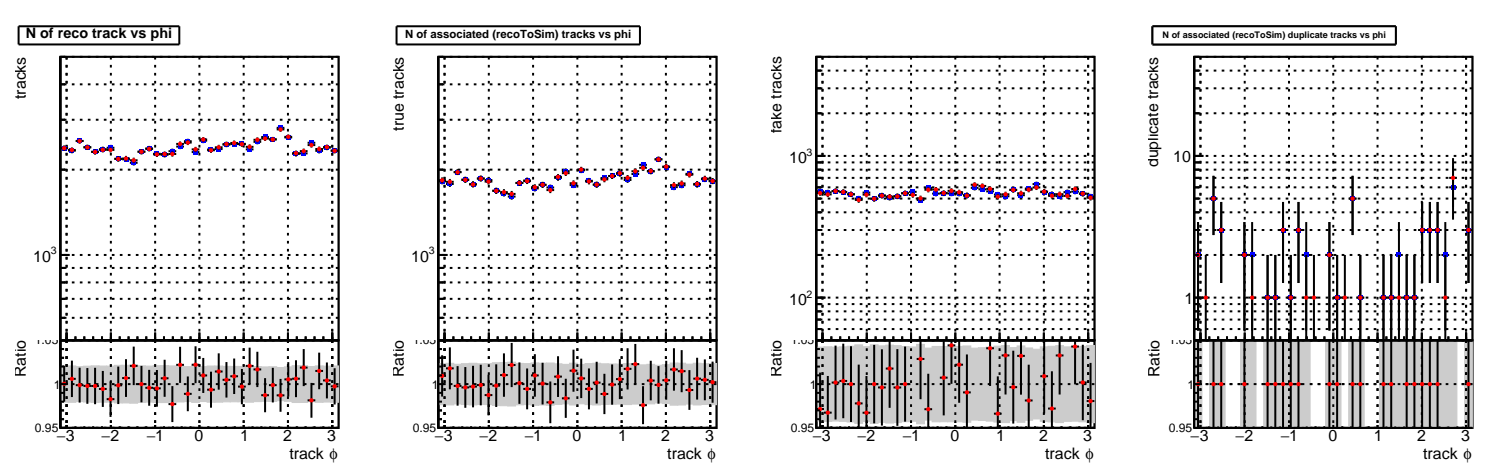 N of reco track vs phi
tracks
10³
Ratio
1
0.95
−3 −2 −1 0 1 2 3
track ϕ
N of associated (recoToSim) tracks vs phi
true tracks
10³
Ratio
1
0.95
−3 −2 −1 0 1 2 3
track ϕ
fake tracks
10³
10²
Ratio
1
0.95
−3 −2 −1 0 1 2 3
track ϕ
N of associated (recoToSim) duplicate tracks vs phi
duplicate tracks
10
1
Ratio
1
0.95
−3 −2 −1 0 1 2 3
track ϕ